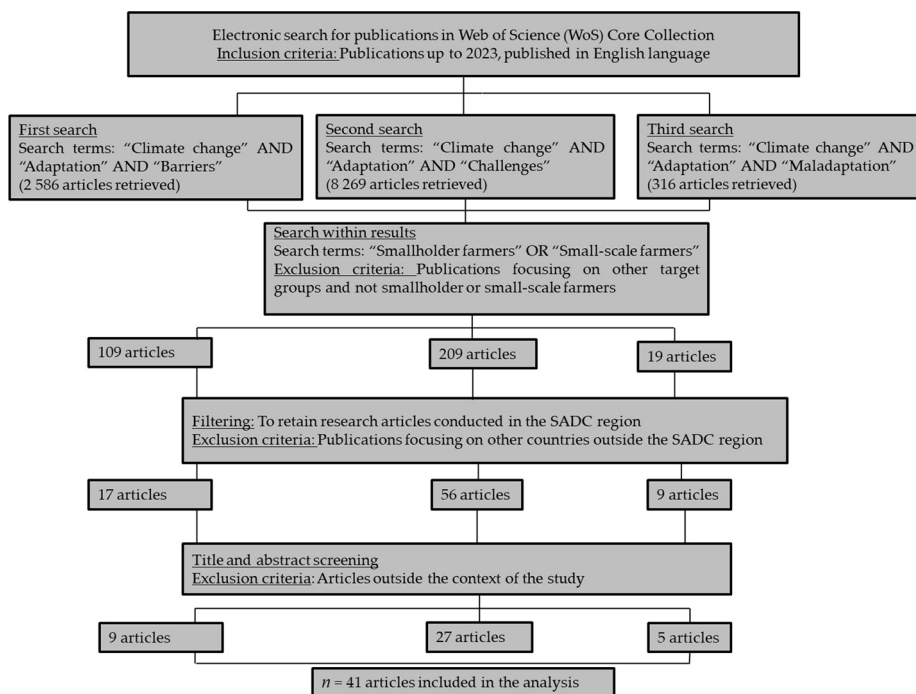 Electronic search for publications in Web of Science (WoS) Core Collection
Inclusion criteria: Publications up to 2023, published in English language
First search
Search terms: “Climate change” AND
“Adaptation” AND “Barriers”
(2 586 articles retrieved)
Second search
Search terms: “Climate change” AND
“Adaptation” AND “Challenges”
(8 269 articles retrieved)
Third search
Search terms: “Climate change” AND
“Adaptation” AND “Maladaptation”
(316 articles retrieved)
Search within results
Search terms: “Smallholder farmers” OR “Small-scale farmers”
Exclusion criteria: Publications focusing on other target
groups and not smallholder or small-scale farmers
109 articles
209 articles
19 articles
Filtering: To retain research articles conducted in the SADC region
Exclusion criteria: Publications focusing on other countries outside the SADC region
17 articles
56 articles
9 articles
Title and abstract screening
Exclusion criteria: Articles outside the context of the study
9 articles
27 articles
5 articles
n = 41 articles included in the analysis